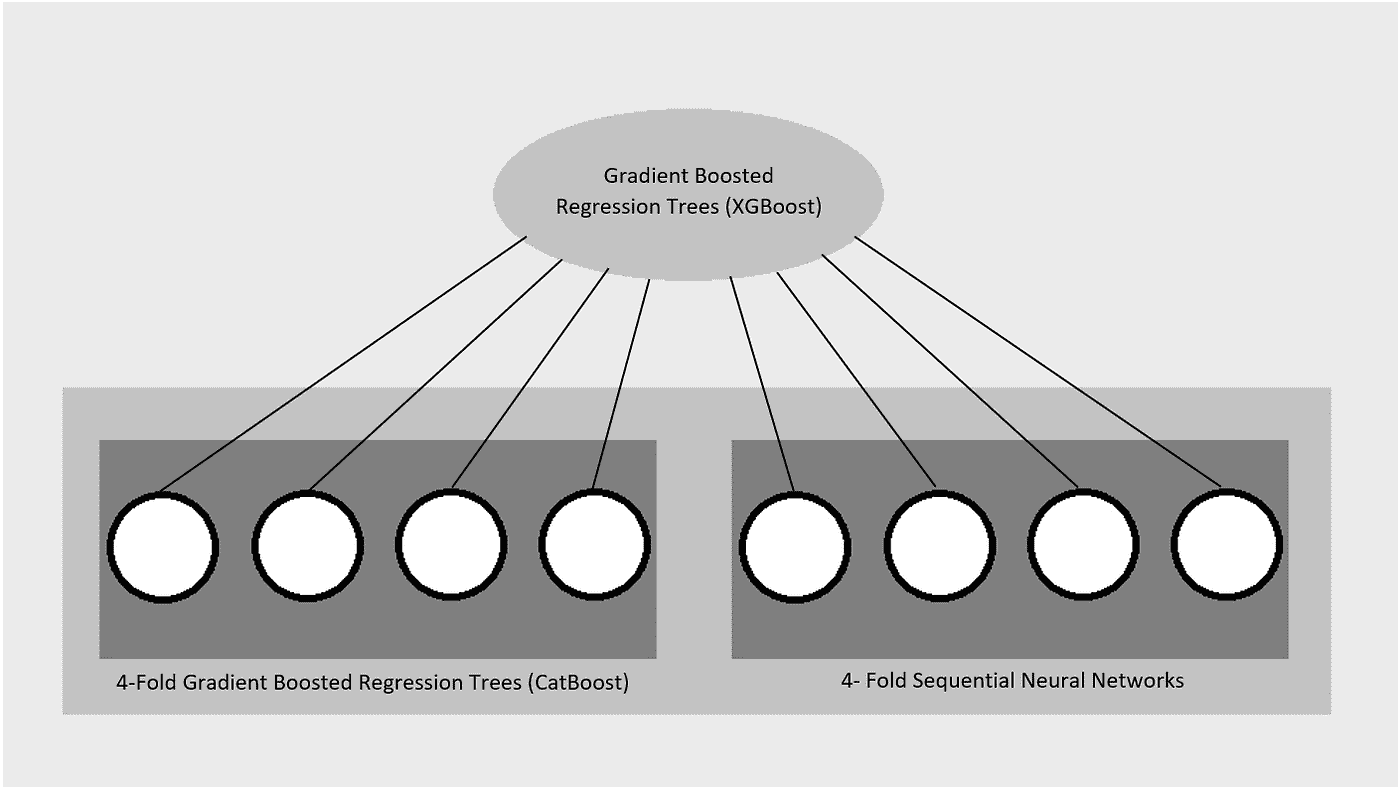 Gradient Boosted
Regression Trees (XGBoost)
4-Fold Gradient Boosted Regression Trees (CatBoost)
4- Fold Sequential Neural Networks